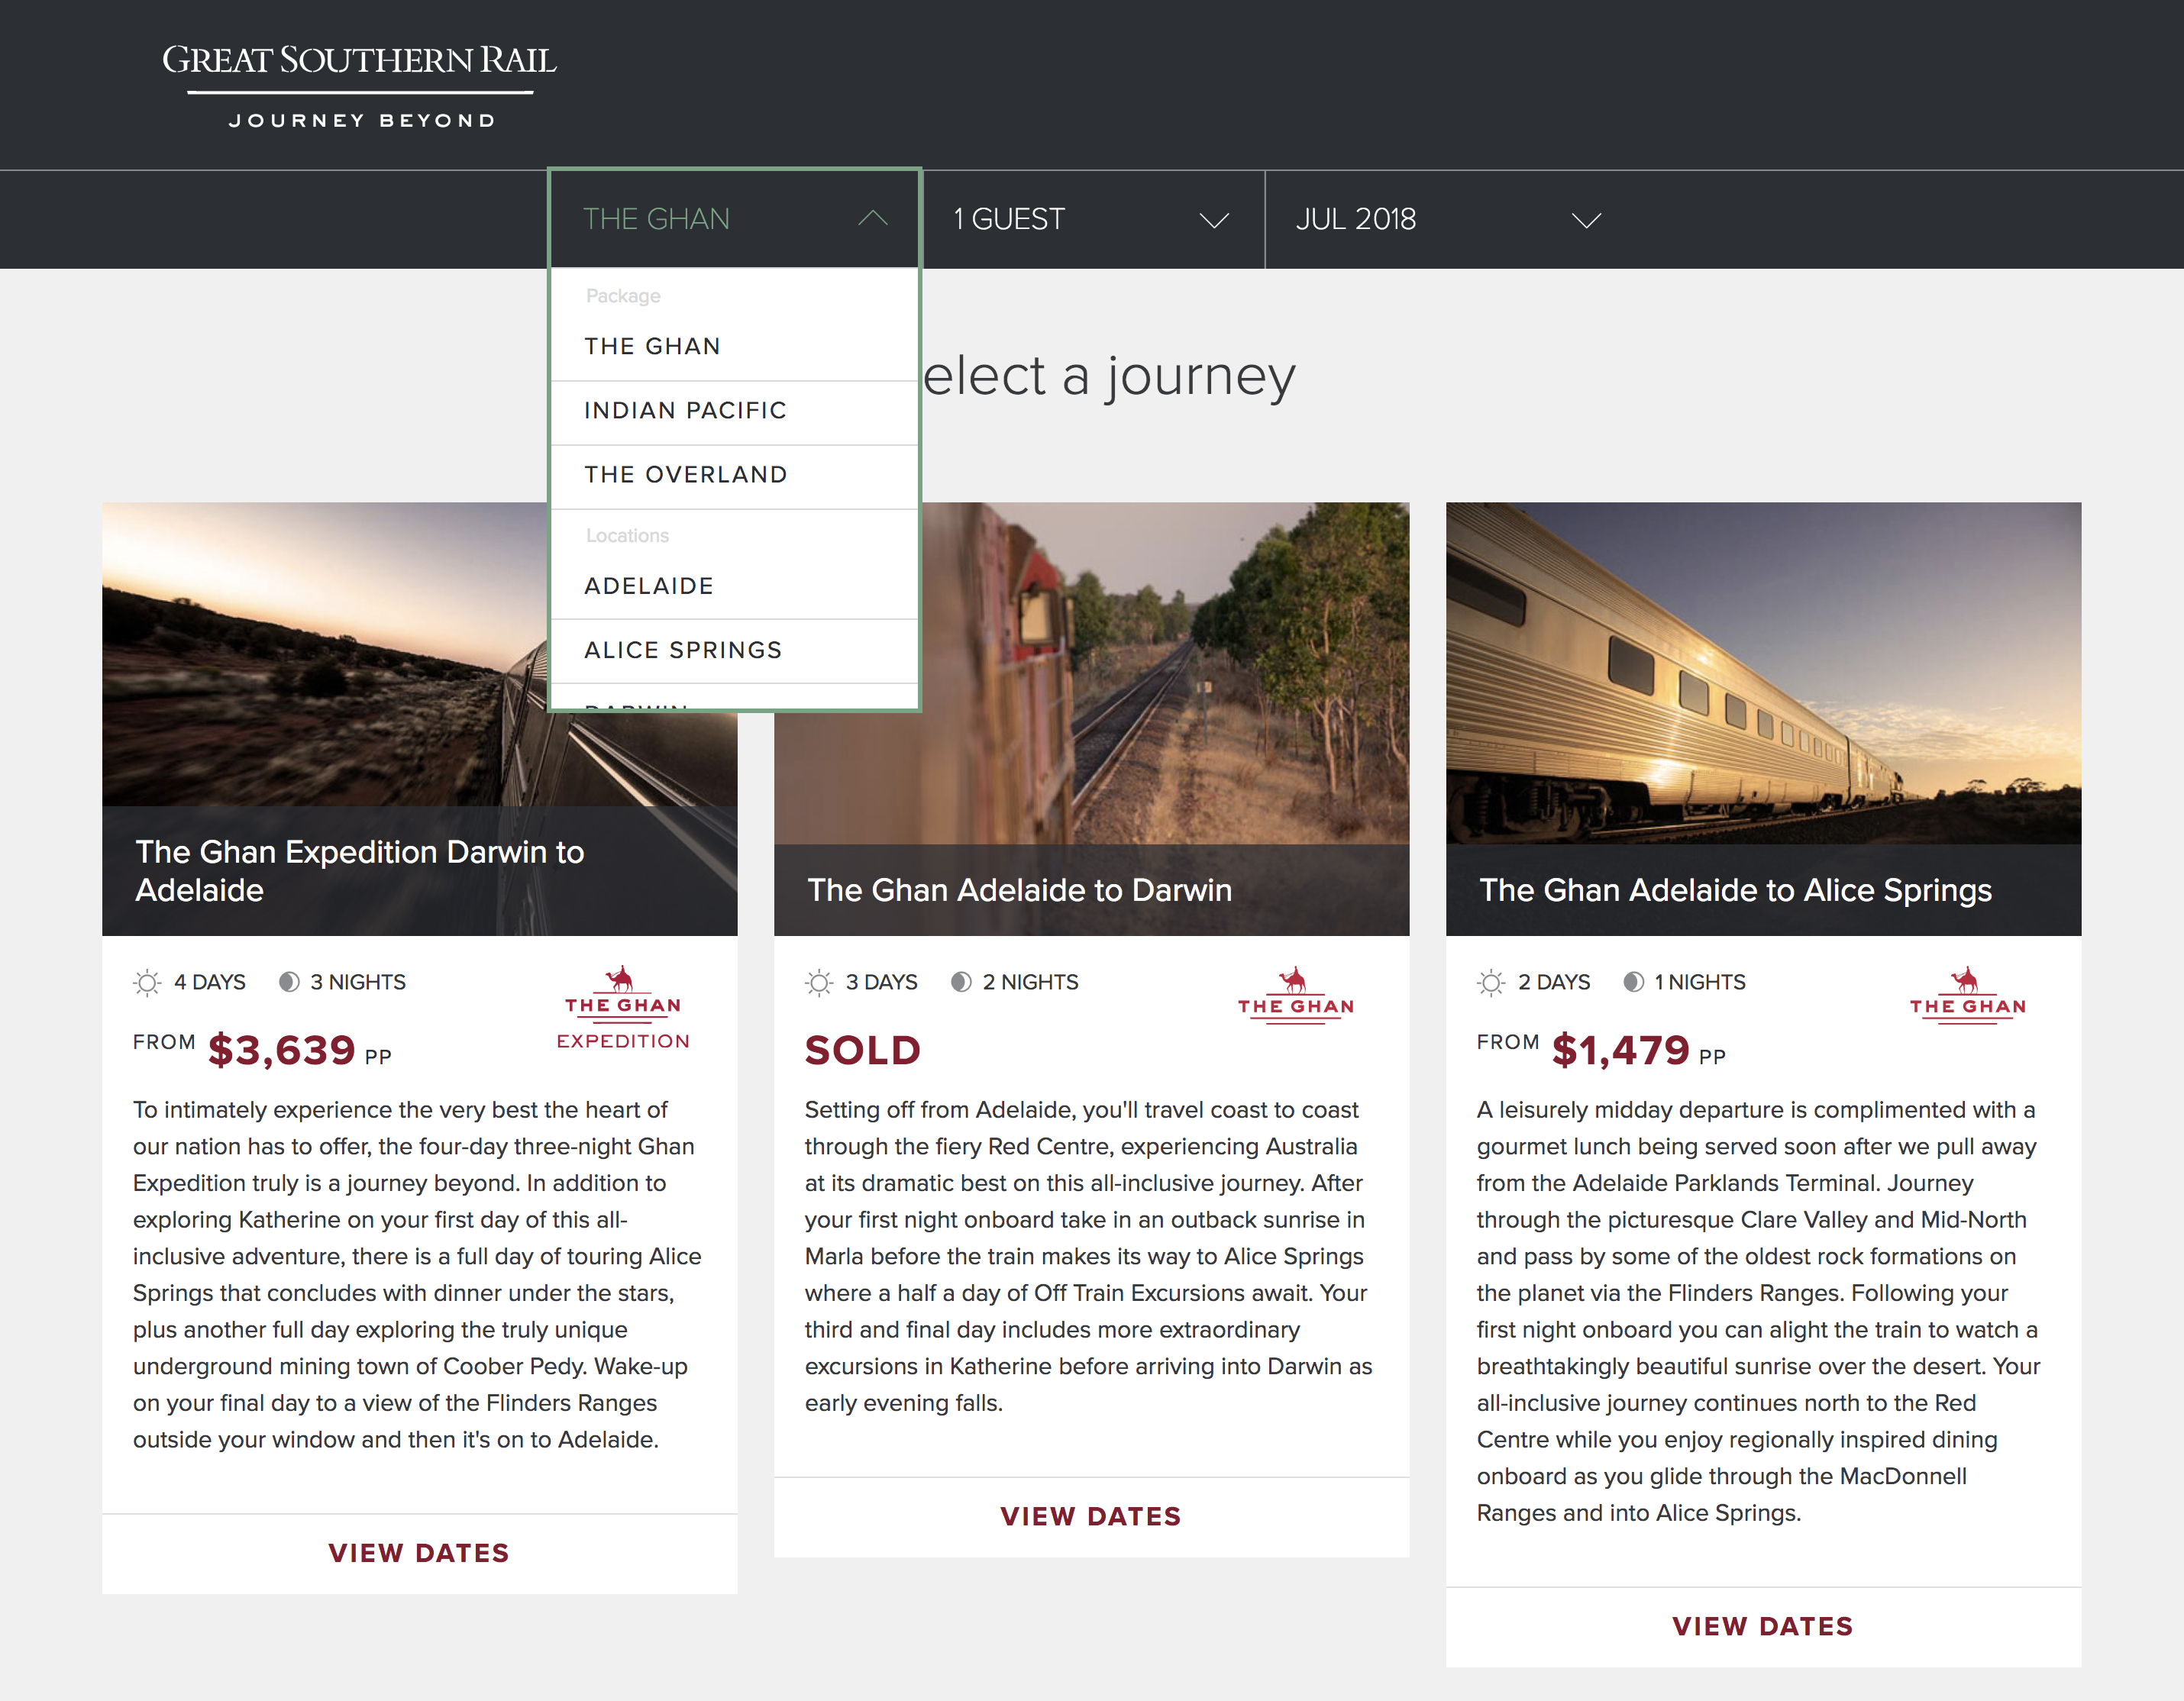 GREAT SOUTHERN RAIL
JOURNEY BEYOND
THE GHAN
1 GUEST
JUL 2018
Package
THE GHAN
INDIAN PACIFIC
THE OVERLAND
Locations
ADELAIDE
ALICE SPRINGS
DARWIN
elect a journey
The Ghan Expedition Darwin to
Adelaide
4 DAYS 3 NIGHTS
THE GHAN
EXPEDITION
FROM $3,639 PP
To intimately experience the very best the heart of
our nation has to offer, the four-day three-night Ghan
Expedition truly is a journey beyond. In addition to
exploring Katherine on your first day of this all-
inclusive adventure, there is a full day of touring Alice
Springs that concludes with dinner under the stars,
plus another full day exploring the truly unique
underground mining town of Coober Pedy. Wake-up
on your final day to a view of the Flinders Ranges
outside your window and then it's on to Adelaide.
VIEW DATES
The Ghan Adelaide to Darwin
3 DAYS 2 NIGHTS
THE GHAN
SOLD
Setting off from Adelaide, you'll travel coast to coast
through the fiery Red Centre, experiencing Australia
at its dramatic best on this all-inclusive journey. After
your first night onboard take in an outback sunrise in
Marla before the train makes its way to Alice Springs
where a half a day of Off Train Excursions await. Your
third and final day includes more extraordinary
excursions in Katherine before arriving into Darwin as
early evening falls.
VIEW DATES
The Ghan Adelaide to Alice Springs
2 DAYS 1 NIGHTS
THE GHAN
FROM $1,479 PP
A leisurely midday departure is complimented with a
gourmet lunch being served soon after we pull away
from the Adelaide Parklands Terminal. Journey
through the picturesque Clare Valley and Mid-North
and pass by some of the oldest rock formations on
the planet via the Flinders Ranges. Following your
first night onboard you can alight the train to watch a
breathtakingly beautiful sunrise over the desert. Your
all-inclusive journey continues north to the Red
Centre while you enjoy regionally inspired dining
onboard as you glide through the MacDonnell
Ranges and into Alice Springs.
VIEW DATES